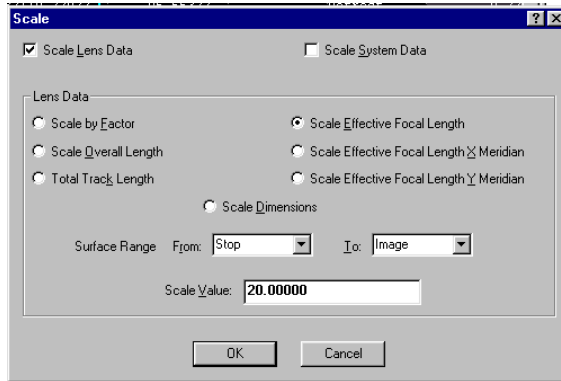 Scale
Scale Lens Data
Scale System Data
Lens Data
Scale by Factor
Scale Effective Focal Length
Scale Overall Length
Scale Effective Focal Length X Meridian
Total Track Length
Scale Effective Focal Length Y Meridian
Scale Dimensions
Surface Range From: Stop To: Image
Scale Value: 20.00000
OK Cancel